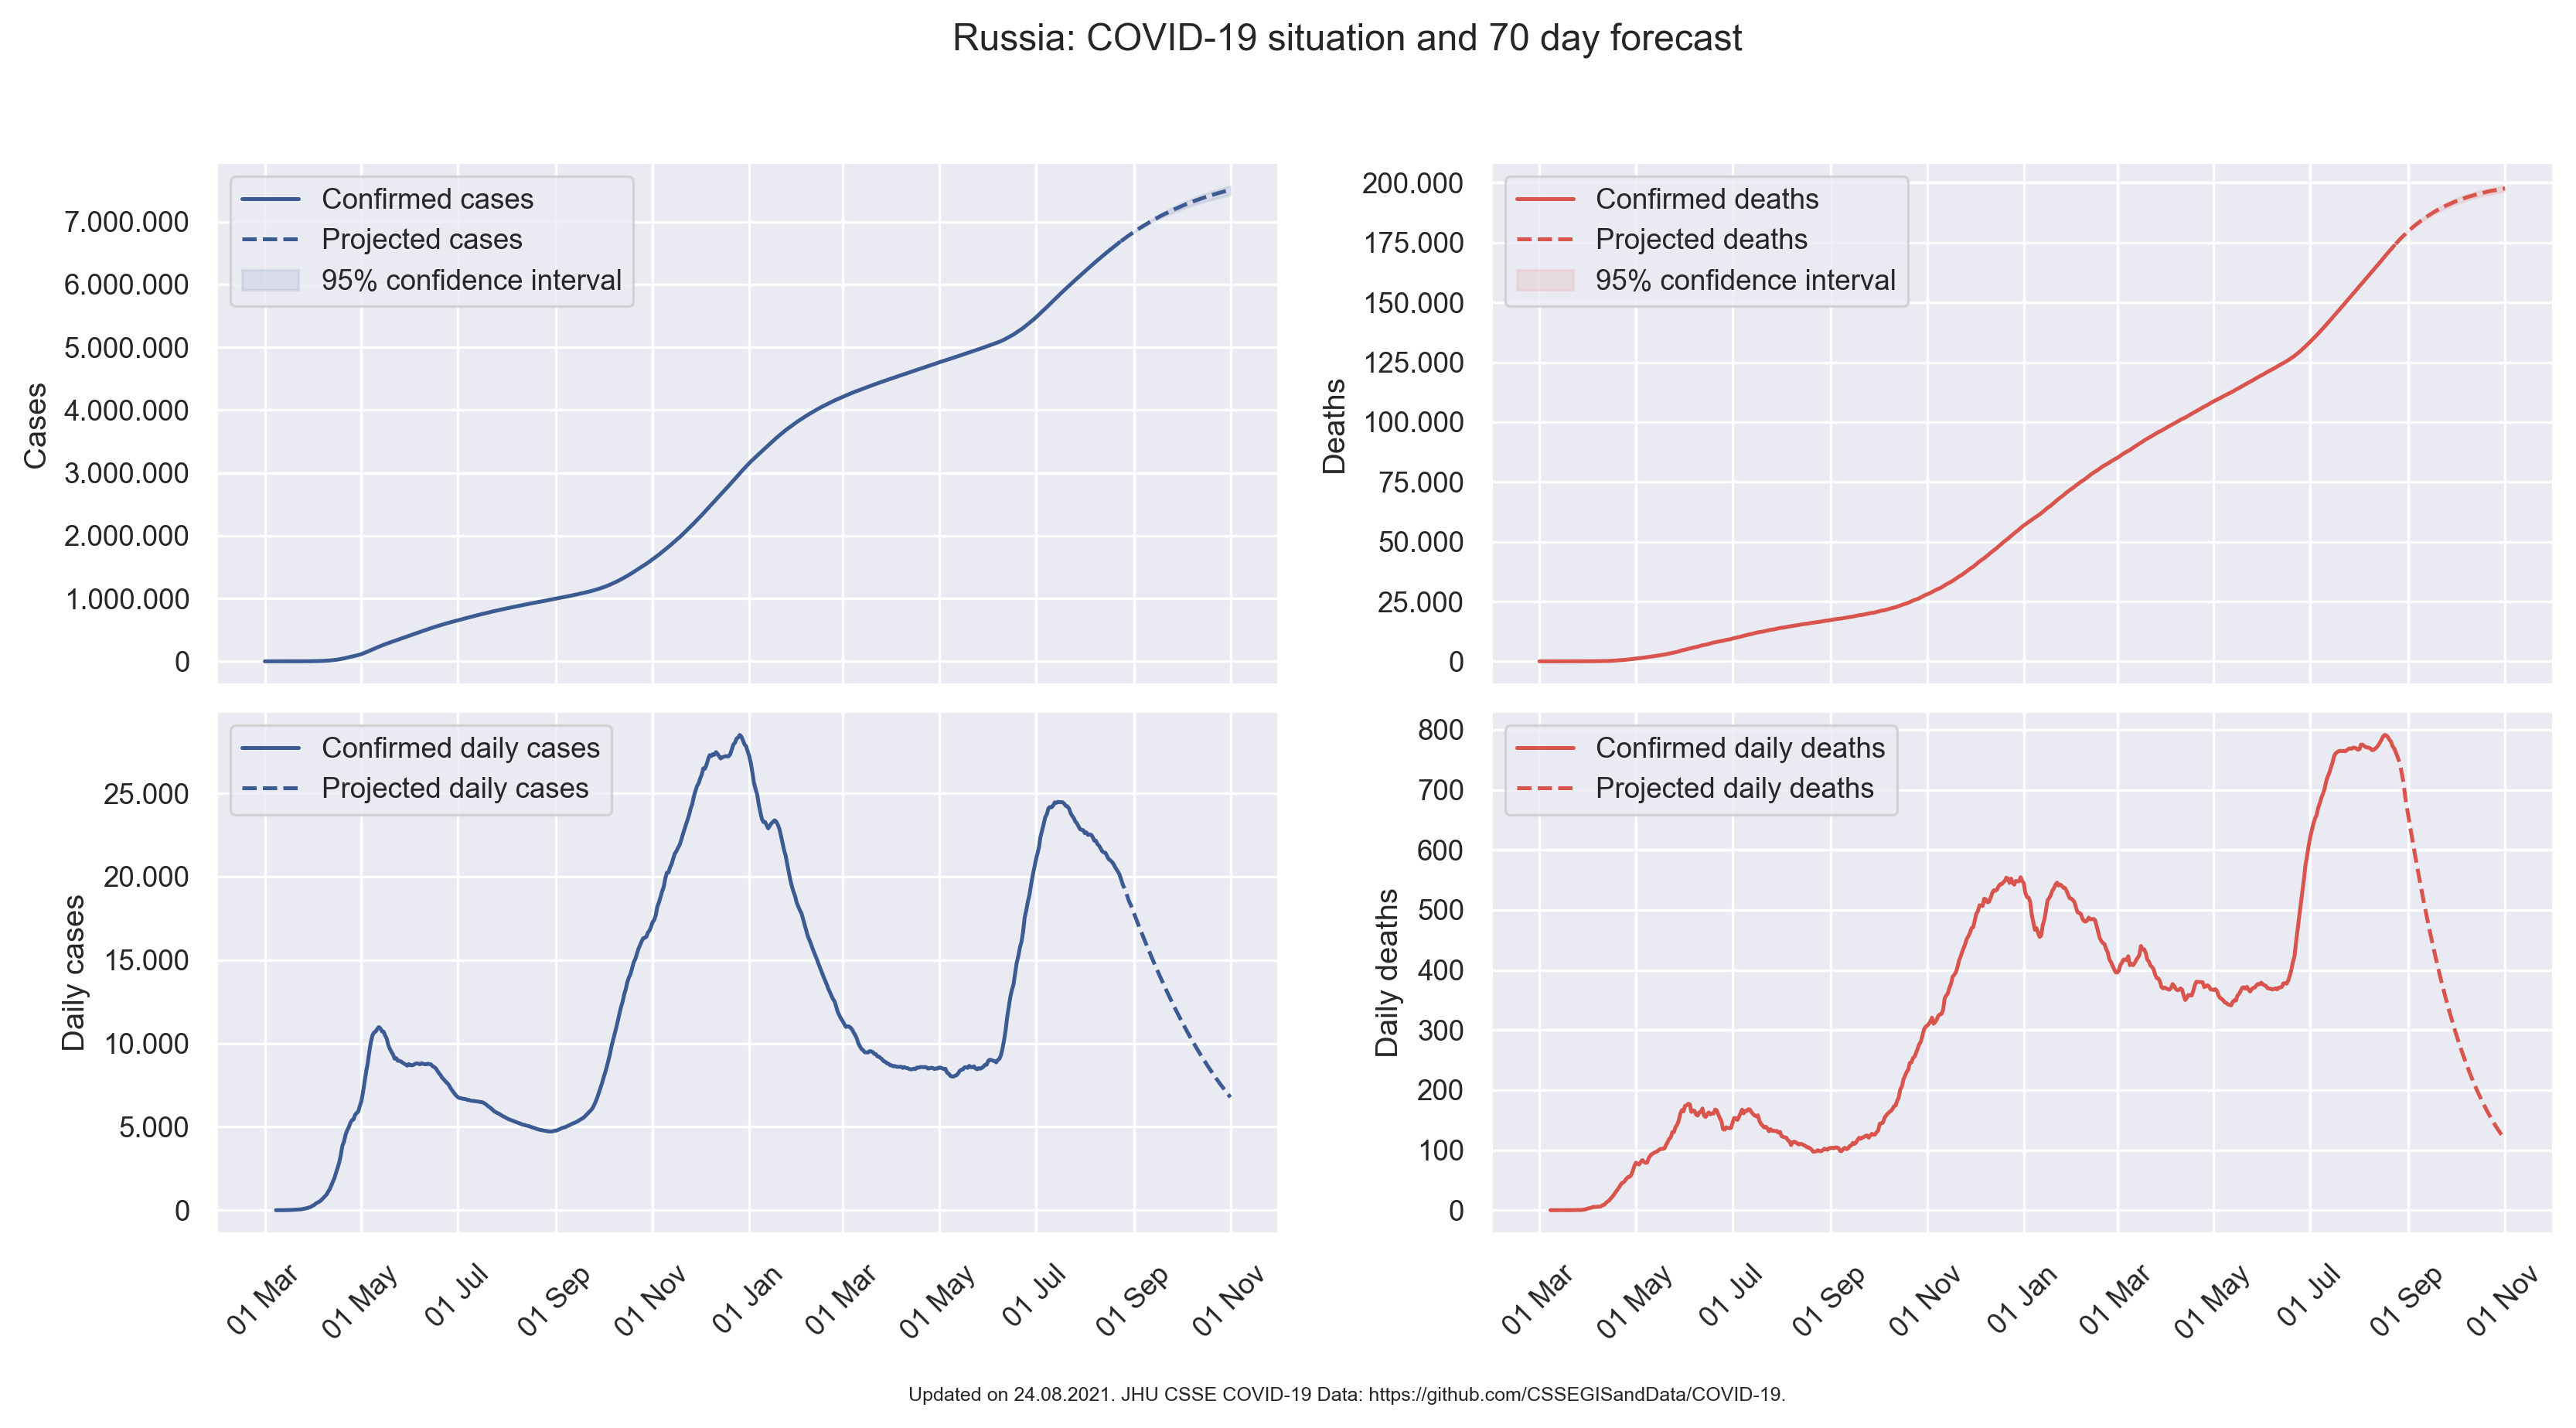 Russia: COVID-19 situation and 70 day forecast
Confirmed cases
Projected cases
95% confidence interval
Cases
7.000.000
6.000.000
5.000.000
4.000.000
3.000.000
2.000.000
1.000.000
0
Confirmed deaths
Projected deaths
95% confidence interval
Deaths
200.000
175.000
150.000
125.000
100.000
75.000
50.000
25.000
0
Confirmed daily cases
Projected daily cases
Daily cases
25.000
20.000
15.000
10.000
5.000
0
01 Mar
01 May
01 Jul
01 Sep
01 Nov
01 Jan
01 Mar
01 May
01 Jul
01 Sep
01 Nov
Confirmed daily deaths
Projected daily deaths
Daily deaths
800
700
600
500
400
300
200
100
0
01 Mar
01 May
01 Jul
01 Sep
01 Nov
01 Jan
01 Mar
01 May
01 Jul
01 Sep
01 Nov
Updated on 24.08.2021. JHU CSSE COVID-19 Data: https://github.com/CSSEGISandData/COVID-19.